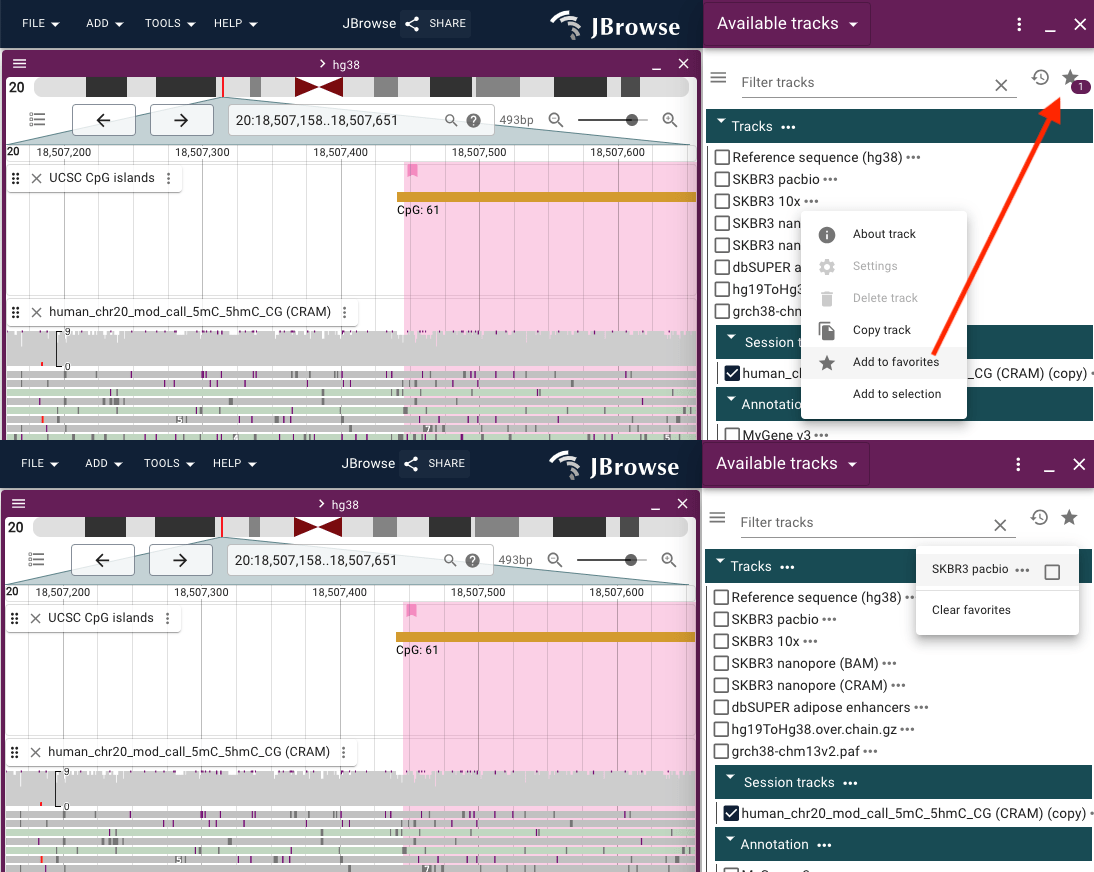 FILE ADD TOOLS HELP JBrowse SHARE JBrowse
Available tracks
hg38
20
Filter tracks
1
20:18,507,158..18,507,651 493bp
Tracks
20 18,507,200 18,507,300 18,507,400 18,507,500 18,507,600
Reference sequence (hg38)
UCSC CpG islands
SKBR3 pacbio
SKBR3 10x
CpG: 61
SKBR3 nan
SKBR3 nan
dbSUPER a
hg19ToHg3
grch38-chm
About track
Settings
Delete track
Copy track
Add to favorites
Add to selection
human_chr20_mod_call_5mC_5hmC_CG (CRAM)
9
0
5
7
Session t
_CG (CRAM) (copy)
Annotatio
MyGene v3
FILE ADD TOOLS HELP JBrowse SHARE JBrowse
Available tracks
hg38
20
Filter tracks
20:18,507,158..18,507,651 493bp
Tracks
SKBR3 pacbio
Clear favorites
20 18,507,200 18,507,300 18,507,400 18,507,500 18,507,600
Reference sequence (hg38)
UCSC CpG islands
SKBR3 pacbio
SKBR3 10x
CpG: 61
SKBR3 nanopore (BAM)
SKBR3 nanopore (CRAM)
dbSUPER adipose enhancers
hg19ToHg38.over.chain.gz
grch38-chm13v2.paf
human_chr20_mod_call_5mC_5hmC_CG (CRAM)
9
0
5
7
Session tracks
human_chr20_mod_call_5mC_5hmC_CG (CRAM) (copy)
Annotation